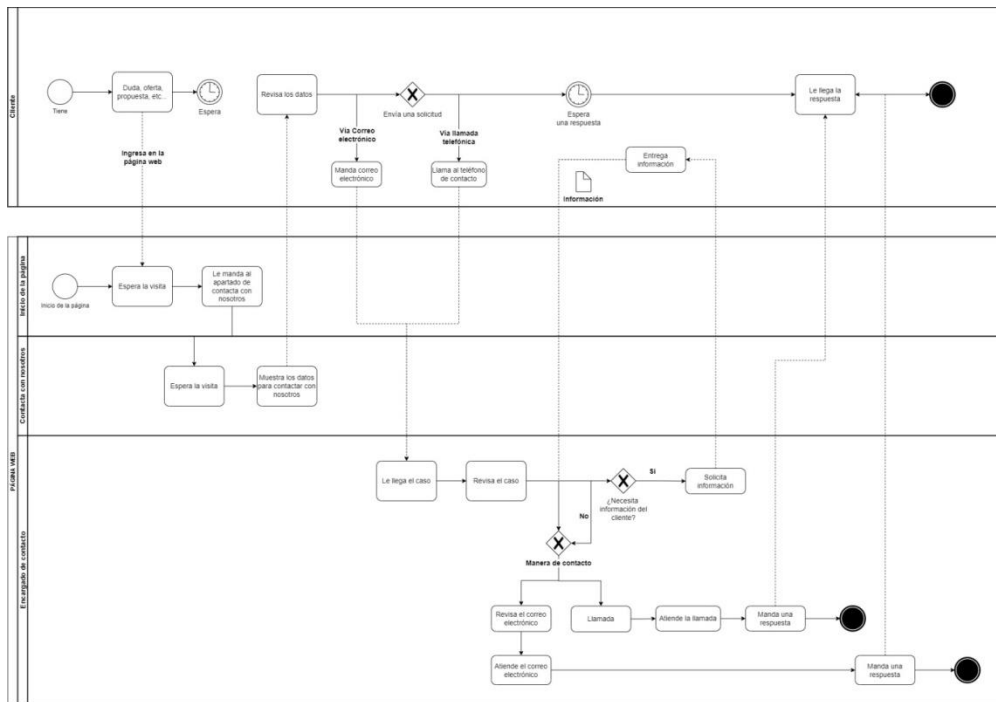 Cliente
Tiene
Duda, oferta,
propuesta, etc...
Espera
Ingresa en la
página web
Revisa los datos
Envía una solicitud
Vía Correo
electrónico
Vía llamada
telefónica
Manda correo
electrónico
Llama al teléfono
de contacto
Espera
una respuesta
Entrega
información
Información
Le llega la
respuesta
PÁGINA WEB
Inicio de la página
Inicio de la página
Espera la visita
Le manda al
apartado de
contacta con
nosotros
Contacta con nosotros
Espera la visita
Muestra los datos
para contactar con
nosotros
Encargado de contacto
Le llega el caso
Revisa el caso
¿Necesita
información del
cliente?
Sí
No
Solicita
información
Manera de contacto
Revisa el correo
electrónico
Llamada
Atiende la llamada
Manda una
respuesta
Atiende el correo
electrónico
Manda una
respuesta